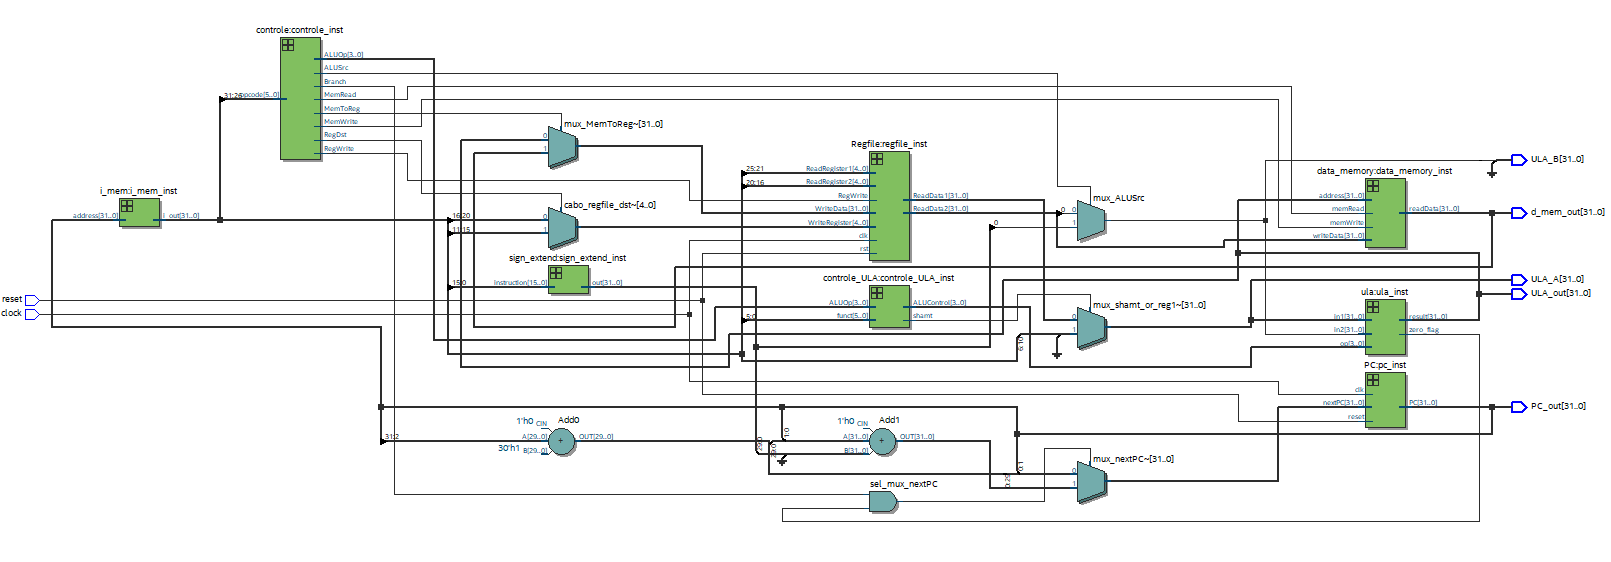 controle:controle_inst
ALUOp[3..0]
ALUSrc
Branch
31:26
opcode[5..0]
MemRead
MemToReg
MemWrite
RegDst
RegWrite
mux_MemToReg~[31..0]
0
1
Regfile:regfile_inst
25:21
ReadRegister1[4..0]
20:16
ReadRegister2[4..0]
RegWrite
ReadData1[31..0]
WriteData[31..0]
ReadData2[31..0]
WriteRegister[4..0]
clk
rst
ULA_B[31..0]
data_memory:data_memory_inst
address[31..0]
memRead
readData[31..0]
memWrite
writeData[31..0]
d_mem_out[31..0]
i_mem:i_mem_inst
address[31..0]
i_out[31..0]
cabo_regfile_dst~[4..0]
16:20
0
11:15
1
mux_ALUSrc
0
0
0
1
sign_extend:sign_extend_inst
15:0
instruction[15..0]
out[31..0]
controle_ULA:controle_ULA_inst
ALUOp[3..0]
ALUControl[3..0]
5:0
funct[5..0]
shamt
ULA_A[31..0]
ULA_out[31..0]
reset
clock
mux_shamt_or_reg1~[31..0]
0
1
6:10
ula:ula_inst
in1[31..0]
result[31..0]
in2[31..0]
zero_flag
op[3..0]
PC:pc_inst
clk
nextPC[31..0]
PC[31..0]
reset
PC_out[31..0]
1'h0
CIN
Add0
31:2
A[29..0]
OUT[29..0]
30'h1
B[29..0]
1:0
29:0
29:0
1'h0
CIN
Add1
A[31..0]
OUT[31..0]
B[31..0]
mux_nextPC~[31..0]
0:1
0
0:29
1
sel_mux_nextPC